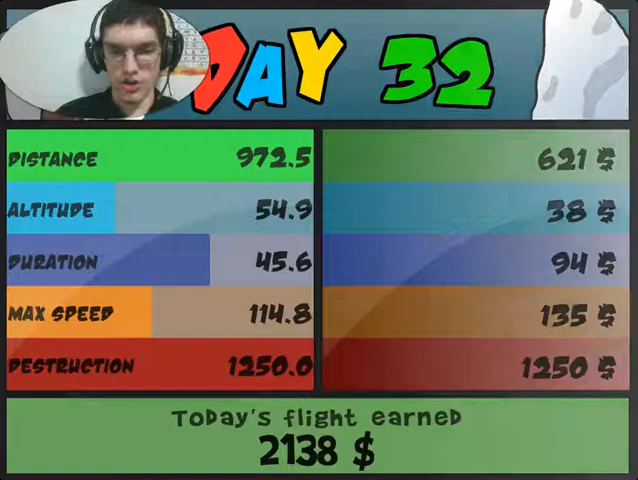 DAY 32
DISTANCE 972.5 621 $
ALTITUDE 54.9 38 $
DURATION 45.6 94 $
MAX SPEED 114.8 135 $
DESTRUCTION 1250.0 1250 $
Today's flight earned
2138 $